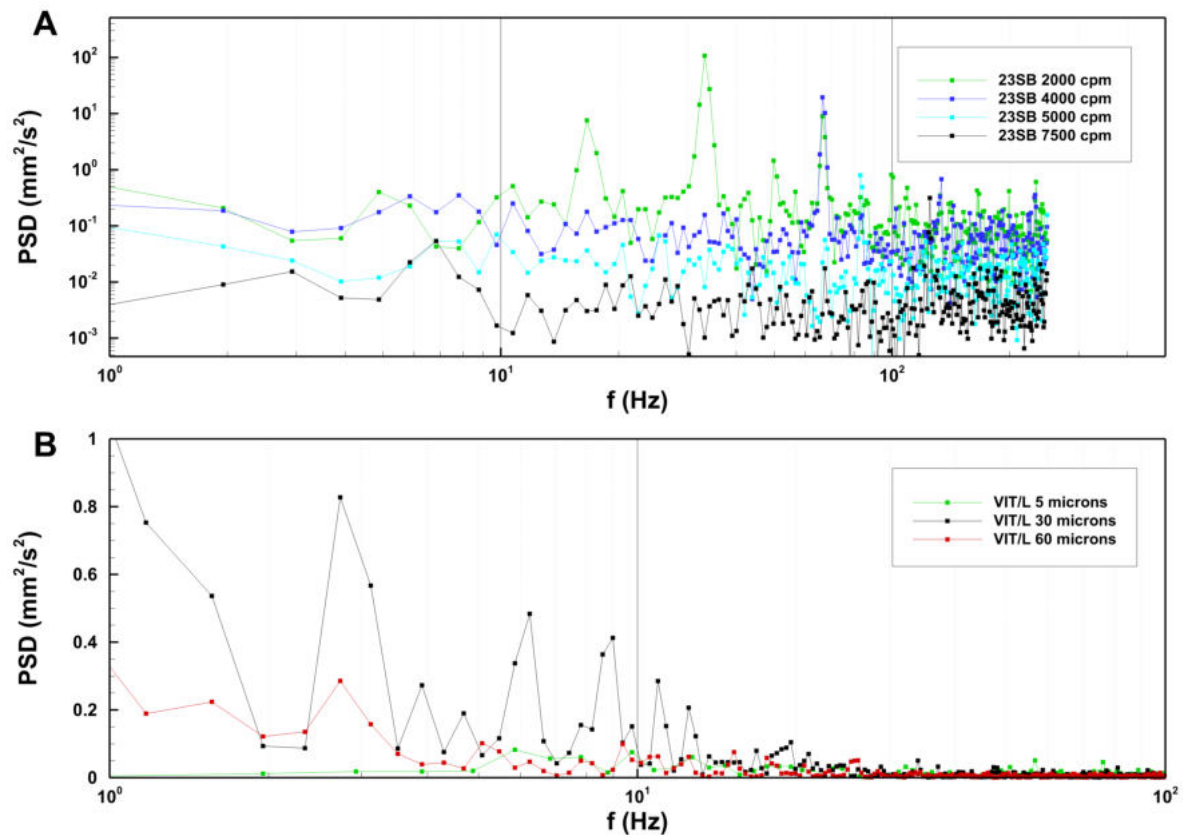 A
PSD (mm²/s²)
10²
10¹
10⁰
10⁻¹
10⁻²
10⁻³
23SB 2000 cpm
23SB 4000 cpm
23SB 5000 cpm
23SB 7500 cpm
10⁰
10¹
10²
f (Hz)
B
PSD (mm²/s²)
1
0.8
0.6
0.4
0.2
0
VIT/L 5 microns
VIT/L 30 microns
VIT/L 60 microns
10⁰
10¹
10²
f (Hz)